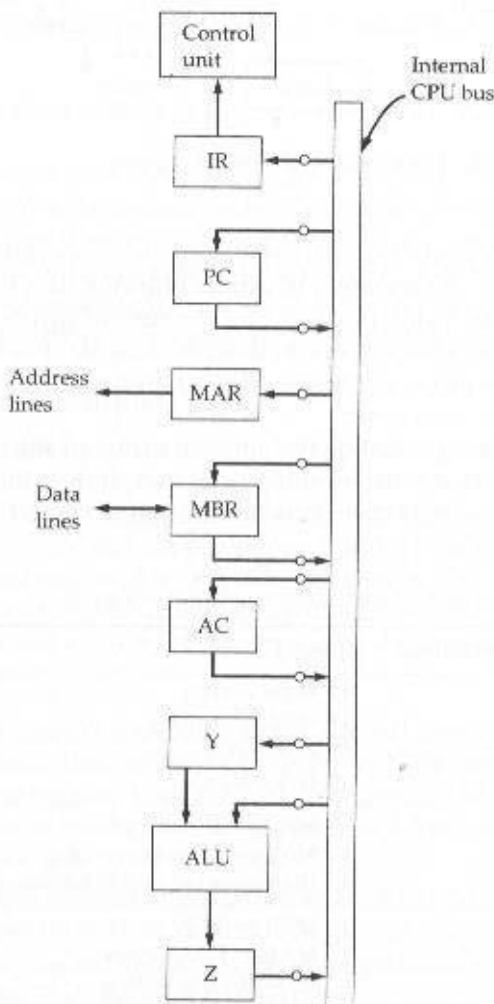 Control
unit
Internal
CPU bus
IR
PC
Address
lines
MAR
Data
lines
MBR
AC
Y
ALU
Z